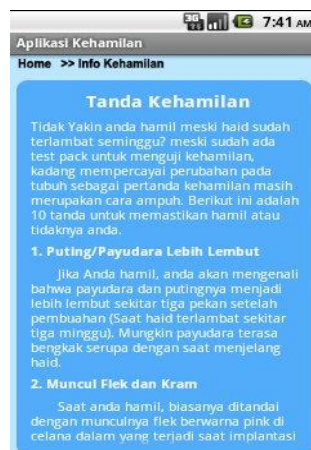 3G
7:41 AM
Aplikasi Kehamilan
Home >> Info Kehamilan
Tanda Kehamilan
Tidak Yakin anda hamil meski haid sudah
terlambat seminggu? meski sudah ada
test pack untuk menguji kehamilan,
kadang mempercayai perubahan pada
tubuh sebagai pertanda kehamilan masih
merupakan cara ampuh. Berikut ini adalah
10 tanda untuk memastikan hamil atau
tidaknya anda.
1. Puting/Payudara Lebih Lembut
Jika Anda hamil, anda akan mengenali
bahwa payudara dan putingnya menjadi
lebih lembut sekitar tiga pekan setelah
pembuahan (Saat haid terlambat sekitar
tiga minggu). Mungkin payudara terasa
bengkak serupa dengan saat menjelang
haid.
2. Muncul Flek dan Kram
Saat anda hamil, biasanya ditandai
dengan munculnya flek berwarna pink di
celana dalam yang terjadi saat implantasi